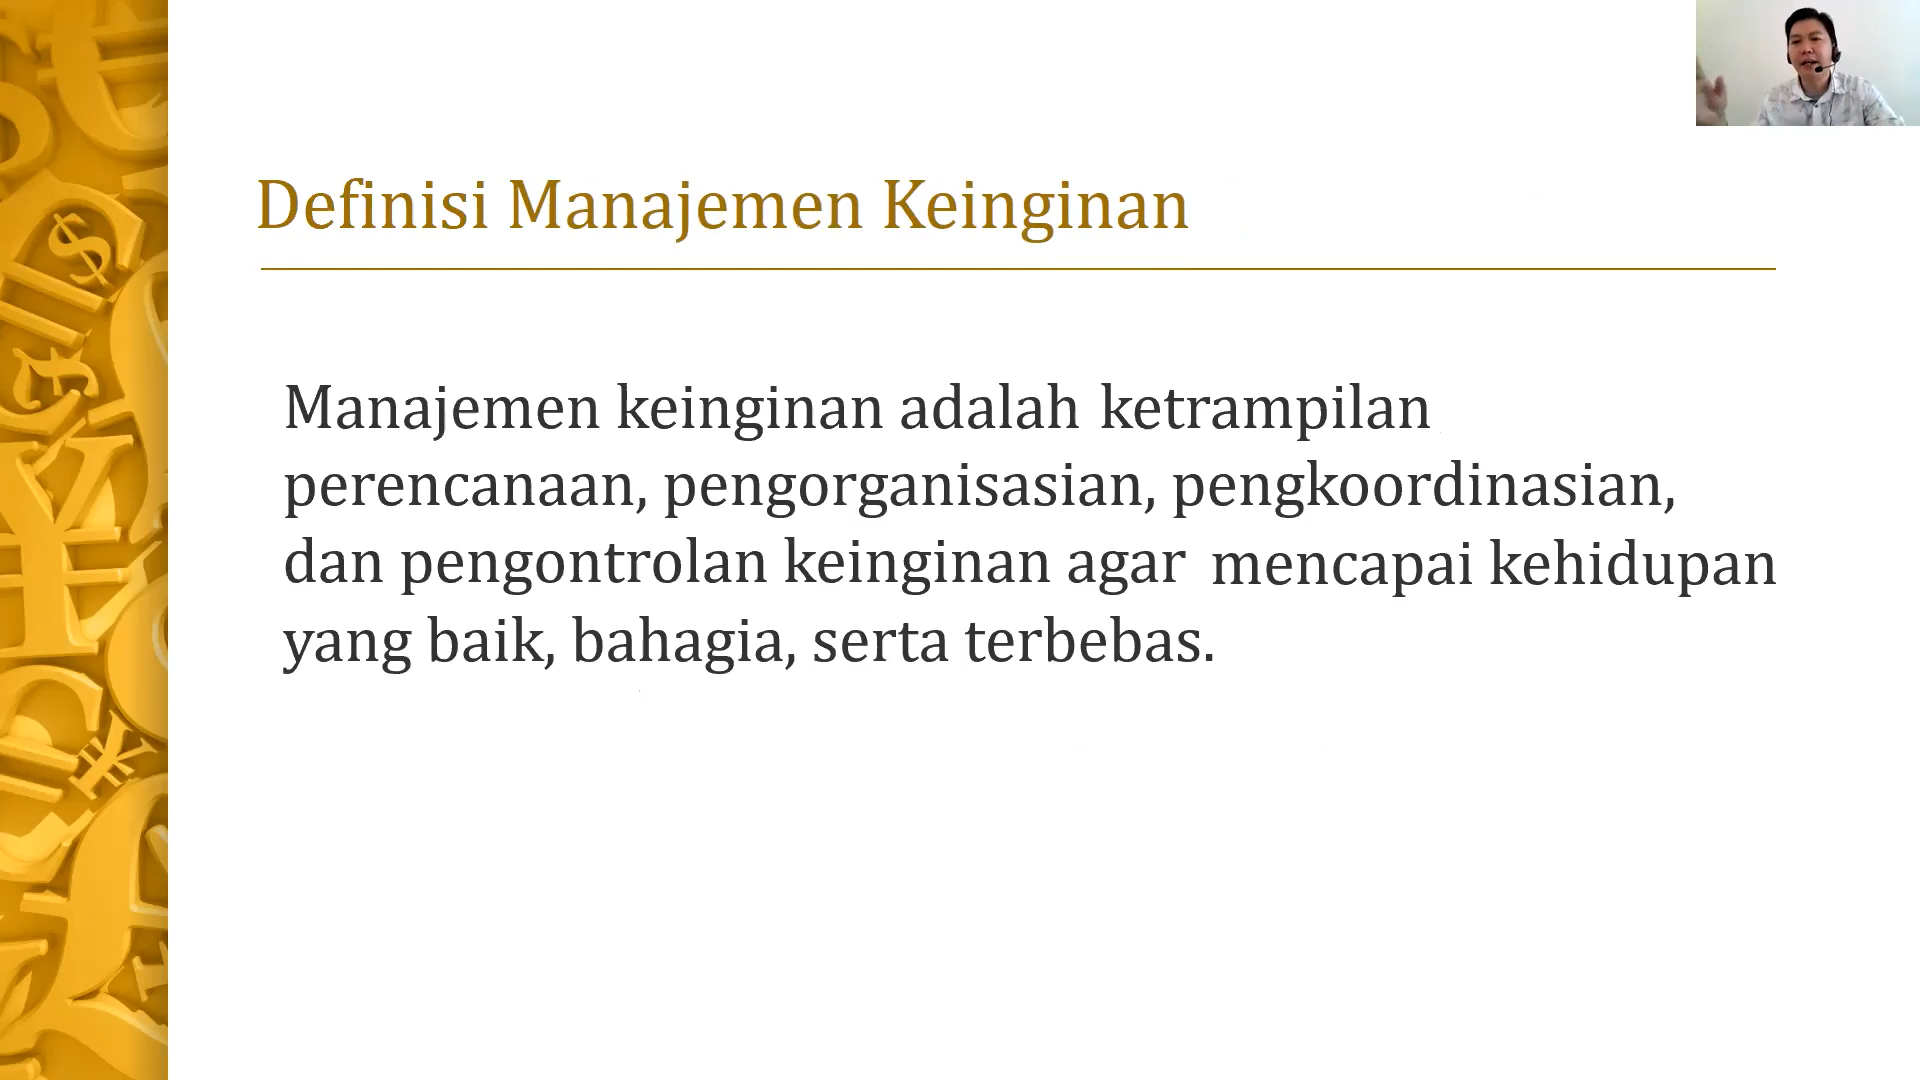 Definisi Manajemen Keinginan
Manajemen keinginan adalah ketrampilan
perencanaan, pengorganisasian, pengkoordinasian,
dan pengontrolan keinginan agar mencapai kehidupan
yang baik, bahagia, serta terbebas.